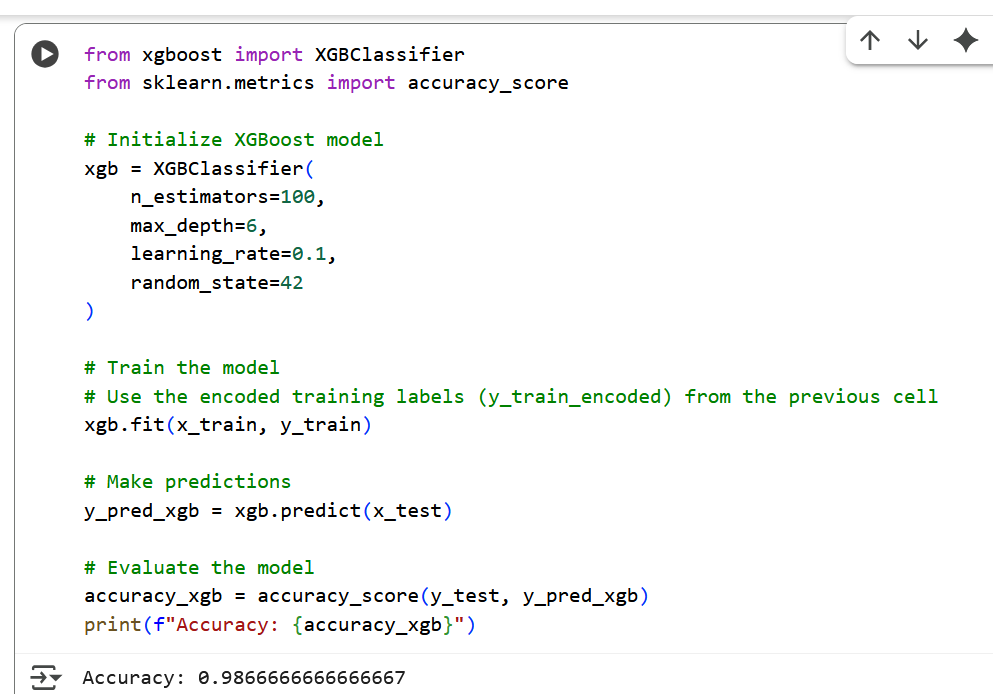 from xgboost import XGBClassifier
from sklearn.metrics import accuracy_score
# Initialize XGBoost model
xgb = XGBClassifier(
    n_estimators=100,
    max_depth=6,
    learning_rate=0.1,
    random_state=42
)
# Train the model
# Use the encoded training labels (y_train_encoded) from the previous cell
xgb.fit(x_train, y_train)
# Make predictions
y_pred_xgb = xgb.predict(x_test)
# Evaluate the model
accuracy_xgb = accuracy_score(y_test, y_pred_xgb)
print(f"Accuracy: {accuracy_xgb}")
Accuracy: 0.9866666666666667